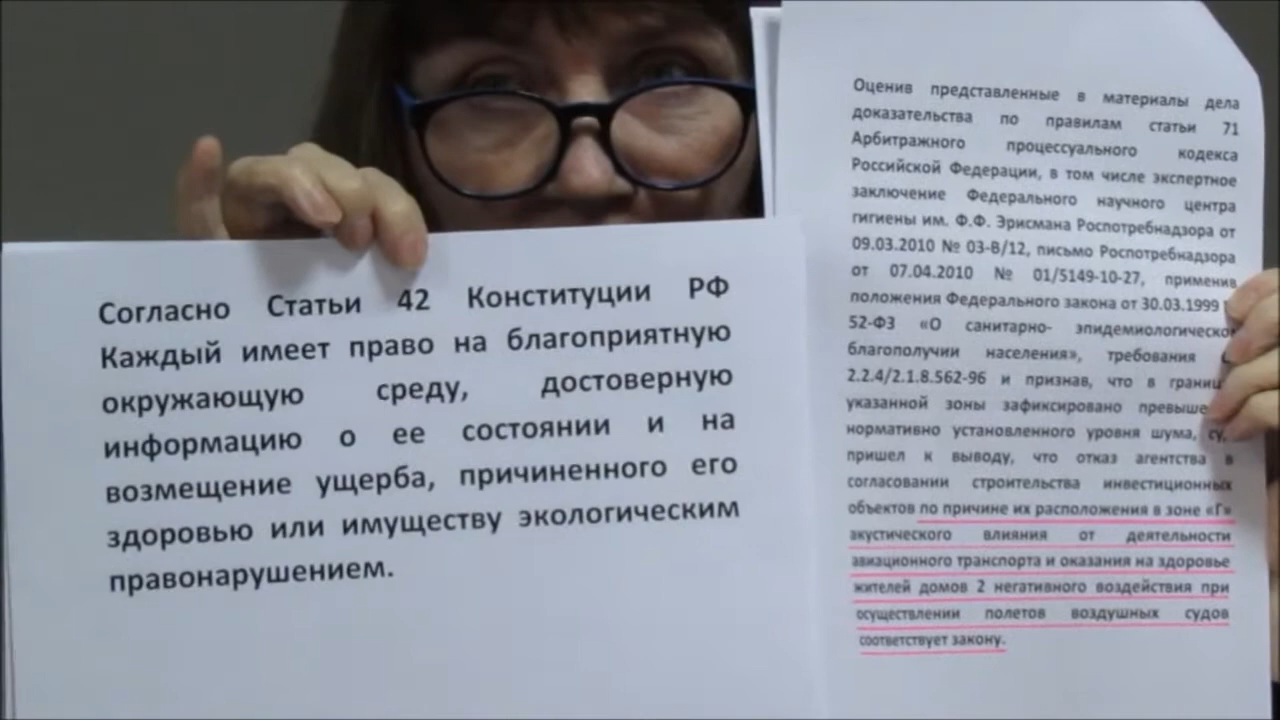 Согласно Статьи 42 Конституции РФ
Каждый имеет право на благоприятную
окружающую среду, достоверную
информацию о ее состоянии и на
возмещение ущерба, причиненного его
здоровью или имуществу экологическим
правонарушением.
Оценив представленные в материалы дела
доказательства по правилам статьи 71
Арбитражного процессуального кодекса
Российской Федерации, в том числе экспертное
заключение Федерального научного центра
гигиены им. Ф.Ф. Эрисмана Роспотребнадзора от
09.03.2010 № 03-В/12, письмо Роспотребнадзора
от 07.04.2010 № 01/5149-10-27, применив
положения Федерального закона от 30.03.1999
52-ФЗ «О санитарно- эпидемиологическо
благополучии населения», требования
2.2.4/2.1.8.562-96 и признав, что в границ
указанной зоны зафиксировано превыше
нормативно установленного уровня шума, су
пришел к выводу, что отказ агентства в
согласовании строительства инвестиционных
объектов по причине их расположения в зоне «Г»
акустического влияния от деятельности
авиационного транспорта и оказания на здоровье
жителей домов 2 негативного воздействия при
осуществлении полетов воздушных судов
соответствует закону.